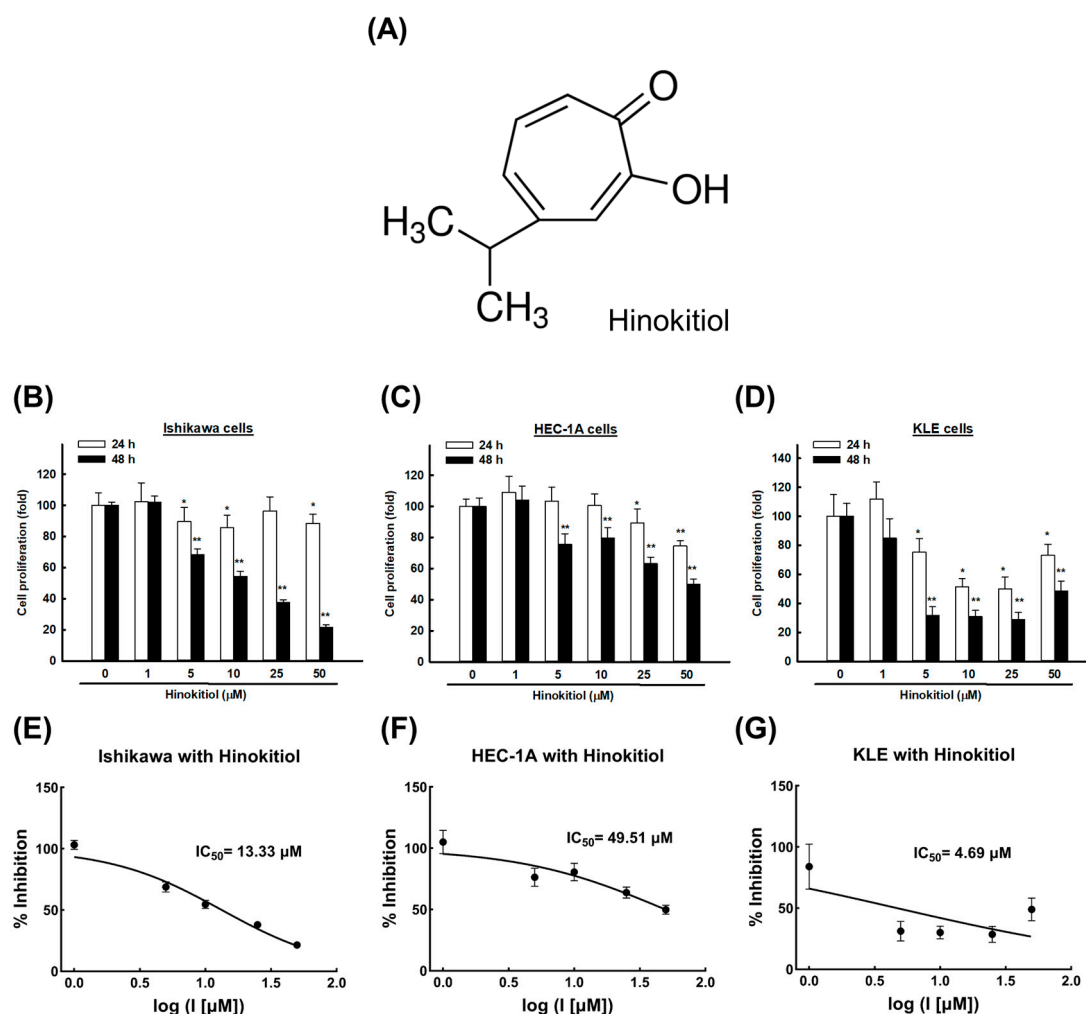 (A)
O
OH
H3C
CH3
Hinokitiol
(B)
Ishikawa cells
24 h
48 h
Cell proliferation (fold)
120
100
80
60
40
20
0
* * *
** ** ** **
0 1 5 10 25 50
Hinokitiol (µM)
(C)
HEC-1A cells
24 h
48 h
Cell proliferation (fold)
120
100
80
60
40
20
0
* **
** ** ** **
0 1 5 10 25 50
Hinokitiol (µM)
(D)
KLE cells
24 h
48 h
Cell proliferation (fold)
140
120
100
80
60
40
20
0
* * * *
** ** ** **
0 1 5 10 25 50
Hinokitiol (µM)
(E)
Ishikawa with Hinokitiol
% Inhibition
150
100
50
0
IC50= 13.33 µM
0.0 0.5 1.0 1.5 2.0
log (I [µM])
(F)
HEC-1A with Hinokitiol
% Inhibition
150
100
50
0
IC50= 49.51 µM
0.0 0.5 1.0 1.5 2.0
log (I [µM])
(G)
KLE with Hinokitiol
% Inhibition
150
100
50
0
IC50= 4.69 µM
0.0 0.5 1.0 1.5 2.0
log (I [µM])